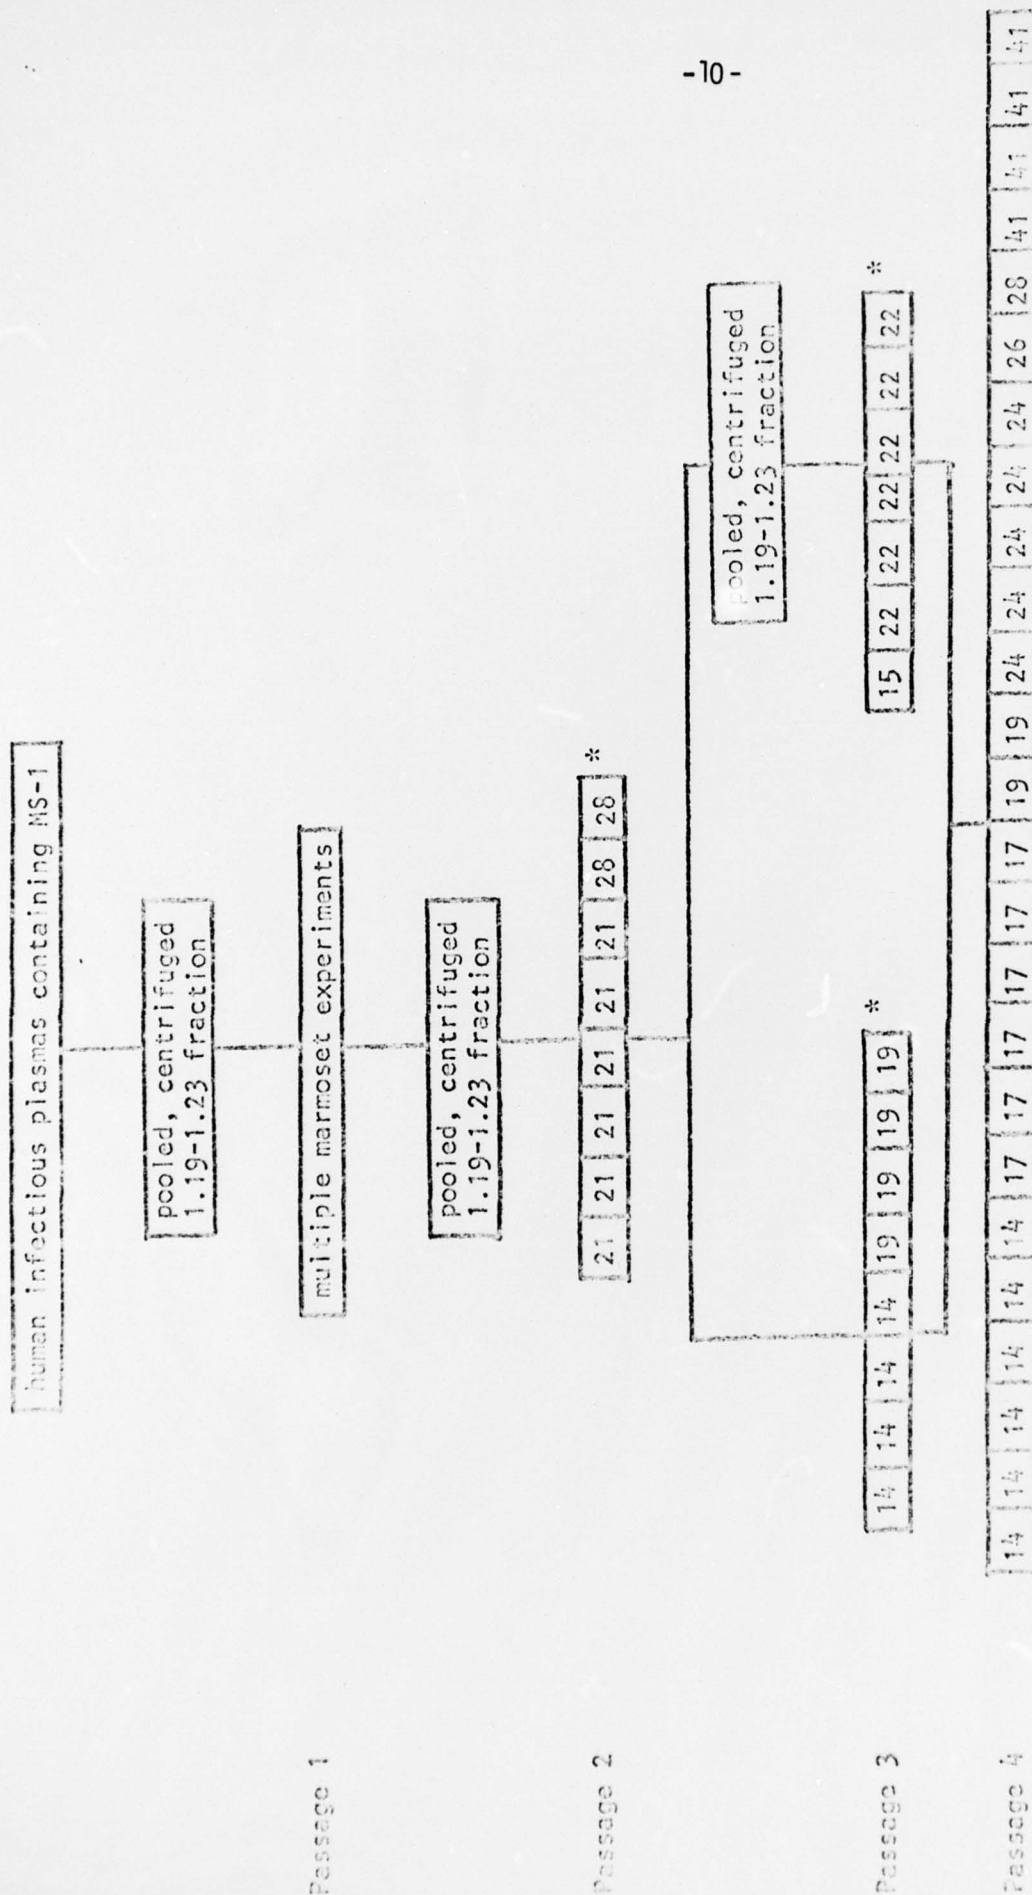 -10-
human infectious plasmas containing MS-1
pooled, centrifuged
1.19-1.23 fraction
Passage 1
multiple marmoset experiments
pooled, centrifuged
1.19-1.23 fraction
Passage 2
21 21 21 21 21 21 28 28 *
pooled, centrifuged
1.19-1.23 fraction
Passage 3
14 14 14 14 19 19 19 19 *
15 22 22 22 22 22 22 *
Passage 4
14 14 14 14 14 14 17 17 17 17 17 17 19 19 24 24 24 24 24 26 28 41 41 41 41